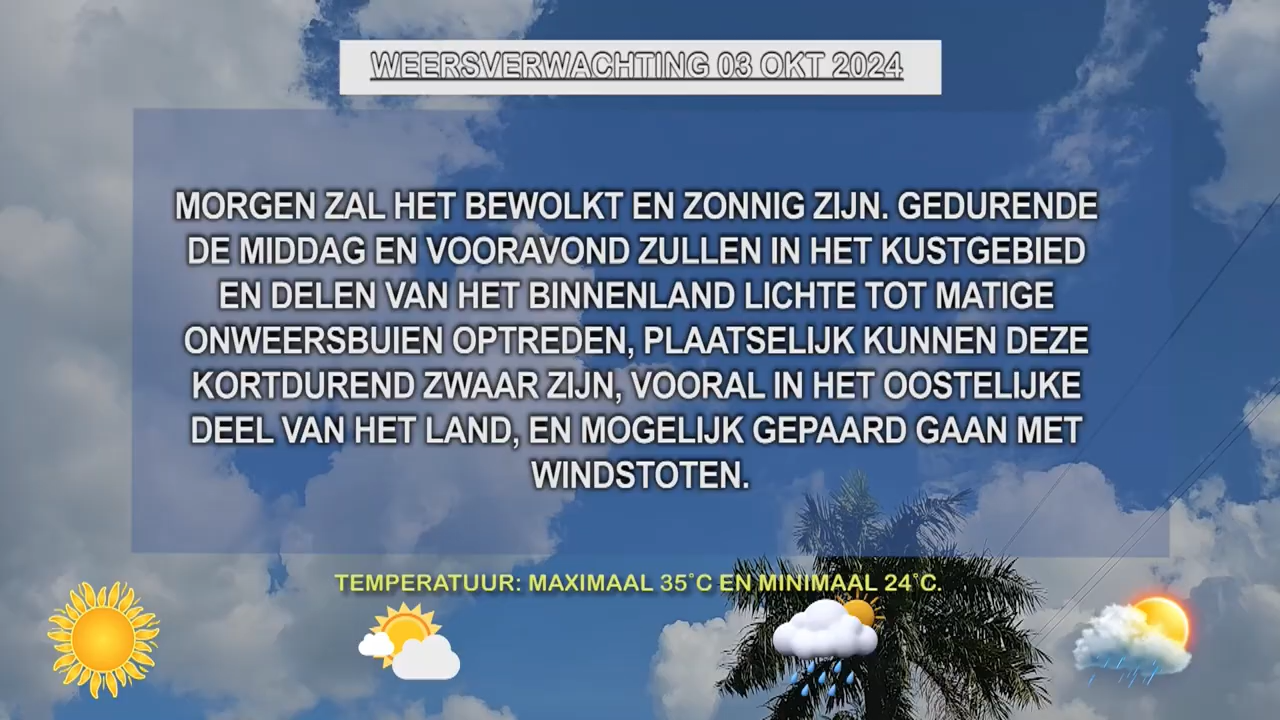 WEERSVERWACHTING 03 OKT 2024
MORGEN ZAL HET BEWOLKT EN ZONNIG ZIJN. GEDURENDE
DE MIDDAG EN VOORAVOND ZULLEN IN HET KUSTGEBIED
EN DELEN VAN HET BINNENLAND LICHTE TOT MATIGE
ONWEERSBUIEN OPTREDEN, PLAATSELIJK KUNNEN DEZE
KORTDUREND ZWAAR ZIJN, VOORAL IN HET OOSTELIJKE
DEEL VAN HET LAND, EN MOGELIJK GEPAARD GAAN MET
WINDSTOTEN.
TEMPERATUUR: MAXIMAAL 35°C EN MINIMAAL 24°C.